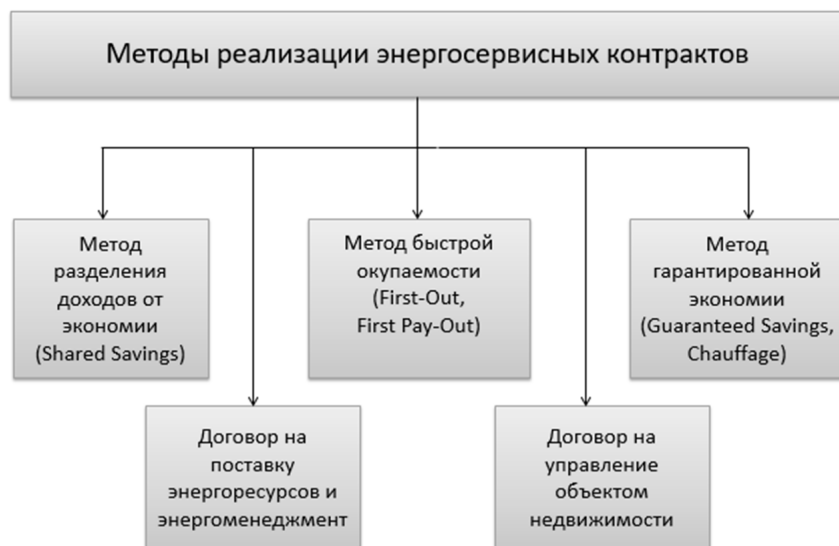 Методы реализации энергосервисных контрактов
Метод
разделения
доходов от
экономии
(Shared Savings)
Метод быстрой
окупаемости
(First-Out,
First Pay-Out)
Метод
гарантированной
экономии
(Guaranteed Savings,
Chauffage)
Договор на
поставку
энергоресурсов и
энергоменеджмент
Договор на
управление
объектом
недвижимости